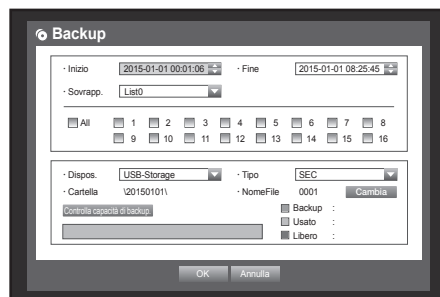 Backup
· Inizio 2015-01-01 00:01:06 · Fine 2015-01-01 08:25:45
· Sovrapp. List0
All 1 2 3 4 5 6 7 8
9 10 11 12 13 14 15 16
· Dispos. USB-Storage · Tipo SEC
· Cartella \20150101\ · NomeFile 0001 Cambia
Controlla capacità di backup. Backup :
Usato :
Libero :
OK Annulla